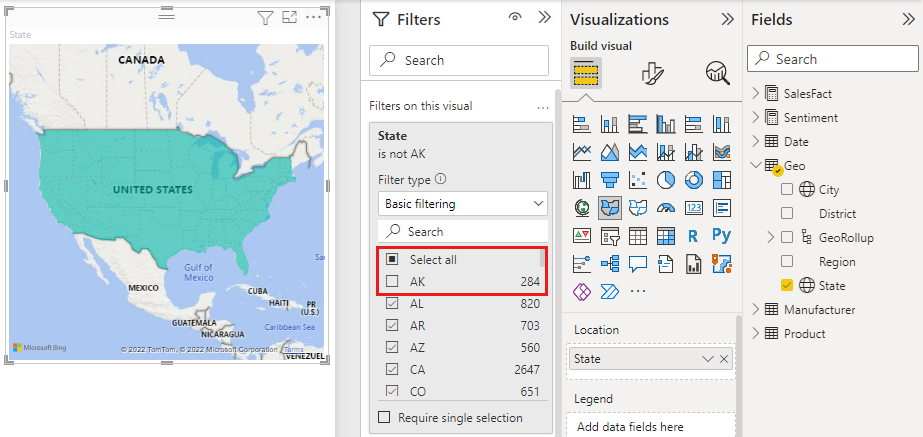 State
CANADA
UNITED STATES
Gulf of
Mexico
MEXICO
CUBA
HAITI
PR
(U.S.)
GUATEMALA
NICARAGUA
Caribbean Sea
VENEZUEL
Microsoft Bing
© 2022 TomTom, © 2022 Microsoft Corporation Terms
Filters
Search
Filters on this visual
...
State
is not AK
Filter type
Basic filtering
Search
Select all
AK 284
AL 820
AR 703
AZ 560
CA 2647
CO 651
Require single selection
Visualizations
Build visual
123
R Py
...
Location
State
Legend
Add data fields here
Fields
Search
SalesFact
Sentiment
Date
Geo
City
District
GeoRollup
Region
State
Manufacturer
Product